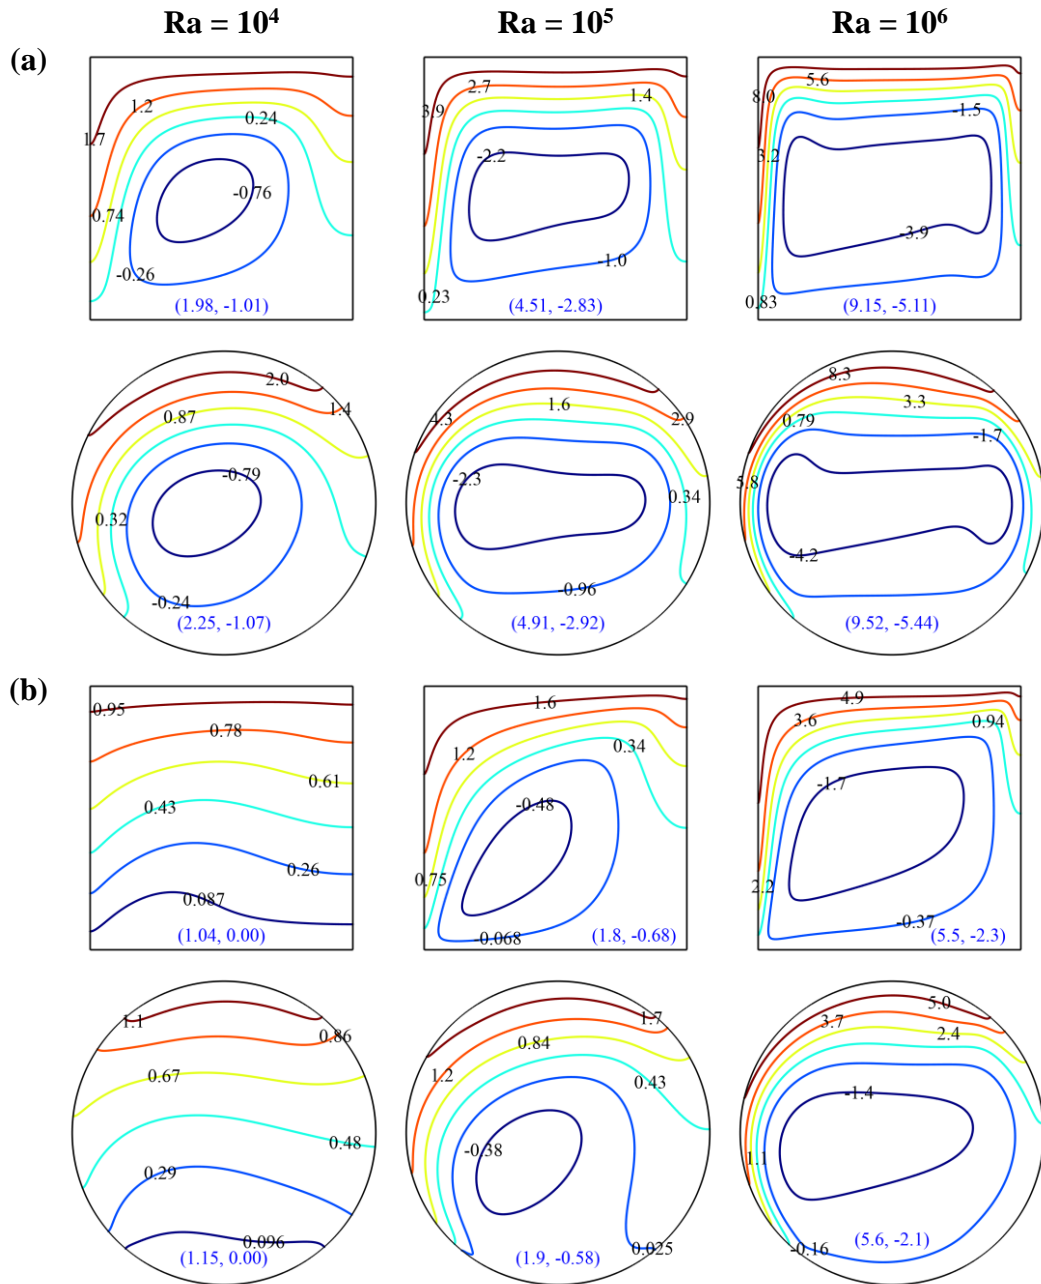 Ra = 10⁴ Ra = 10⁵ Ra = 10⁶
(a)
1.7 1.2 0.24 0.74 -0.76 -0.26
(1.98, -1.01)
3.9 2.7 1.4 -2.2 -1.0 0.23
(4.51, -2.83)
8.0 5.6 -1.5 3.2 -3.9 0.83
(9.15, -5.11)
2.0 1.4 0.87 -0.79 0.32 -0.24
(2.25, -1.07)
4.3 1.6 2.9 -2.3 0.34 -0.96
(4.91, -2.92)
8.3 3.3 0.79 -1.7 5.8 -4.2
(9.52, -5.44)
(b)
0.95 0.78 0.61 0.43 0.26 0.087
(1.04, 0.00)
1.6 1.2 0.34 -0.48 0.75 -0.068
(1.8, -0.68)
4.9 3.6 0.94 -1.7 2.2 -0.37
(5.5, -2.3)
1.1 0.86 0.67 0.48 0.29 0.096
(1.15, 0.00)
1.7 0.84 1.2 0.43 -0.38 0.025
(1.9, -0.58)
5.0 3.7 2.4 -1.4 1.1 -0.16
(5.6, -2.1)